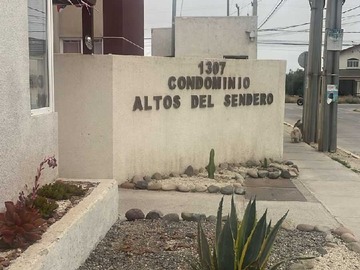 1307
CONDOMINIO
ALTOS DEL SENDERO